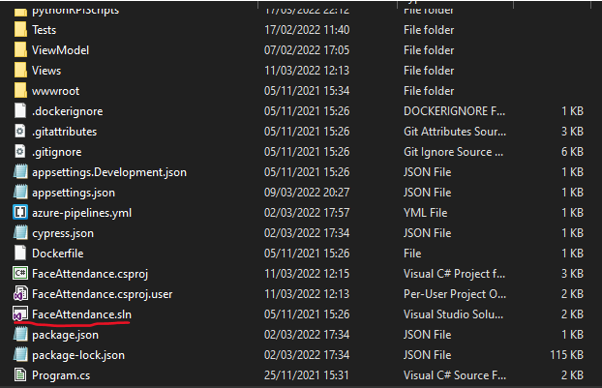 pythonRPIScripts 17/03/2022 22:12 File folder
Tests 17/02/2022 11:40 File folder
ViewModel 07/02/2022 17:05 File folder
Views 11/03/2022 12:13 File folder
wwwroot 05/11/2021 15:34 File folder
.dockerignore 05/11/2021 15:26 DOCKERIGNORE F... 1 KB
.gitattributes 05/11/2021 15:26 Git Attributes Sour... 3 KB
.gitignore 05/11/2021 15:26 Git Ignore Source ... 6 KB
appsettings.Development.json 05/11/2021 15:26 JSON File 1 KB
appsettings.json 09/03/2022 20:27 JSON File 1 KB
azure-pipelines.yml 02/03/2022 17:57 YML File 2 KB
cypress.json 02/03/2022 17:34 JSON File 1 KB
Dockerfile 05/11/2021 15:26 File 1 KB
FaceAttendance.csproj 11/03/2022 12:15 Visual C# Project f... 3 KB
FaceAttendance.csproj.user 11/03/2022 12:13 Per-User Project O... 2 KB
FaceAttendance.sln 05/11/2021 15:26 Visual Studio Solu... 2 KB
package.json 02/03/2022 17:34 JSON File 1 KB
package-lock.json 02/03/2022 17:34 JSON File 115 KB
Program.cs 25/11/2021 15:31 Visual C# Source F... 2 KB